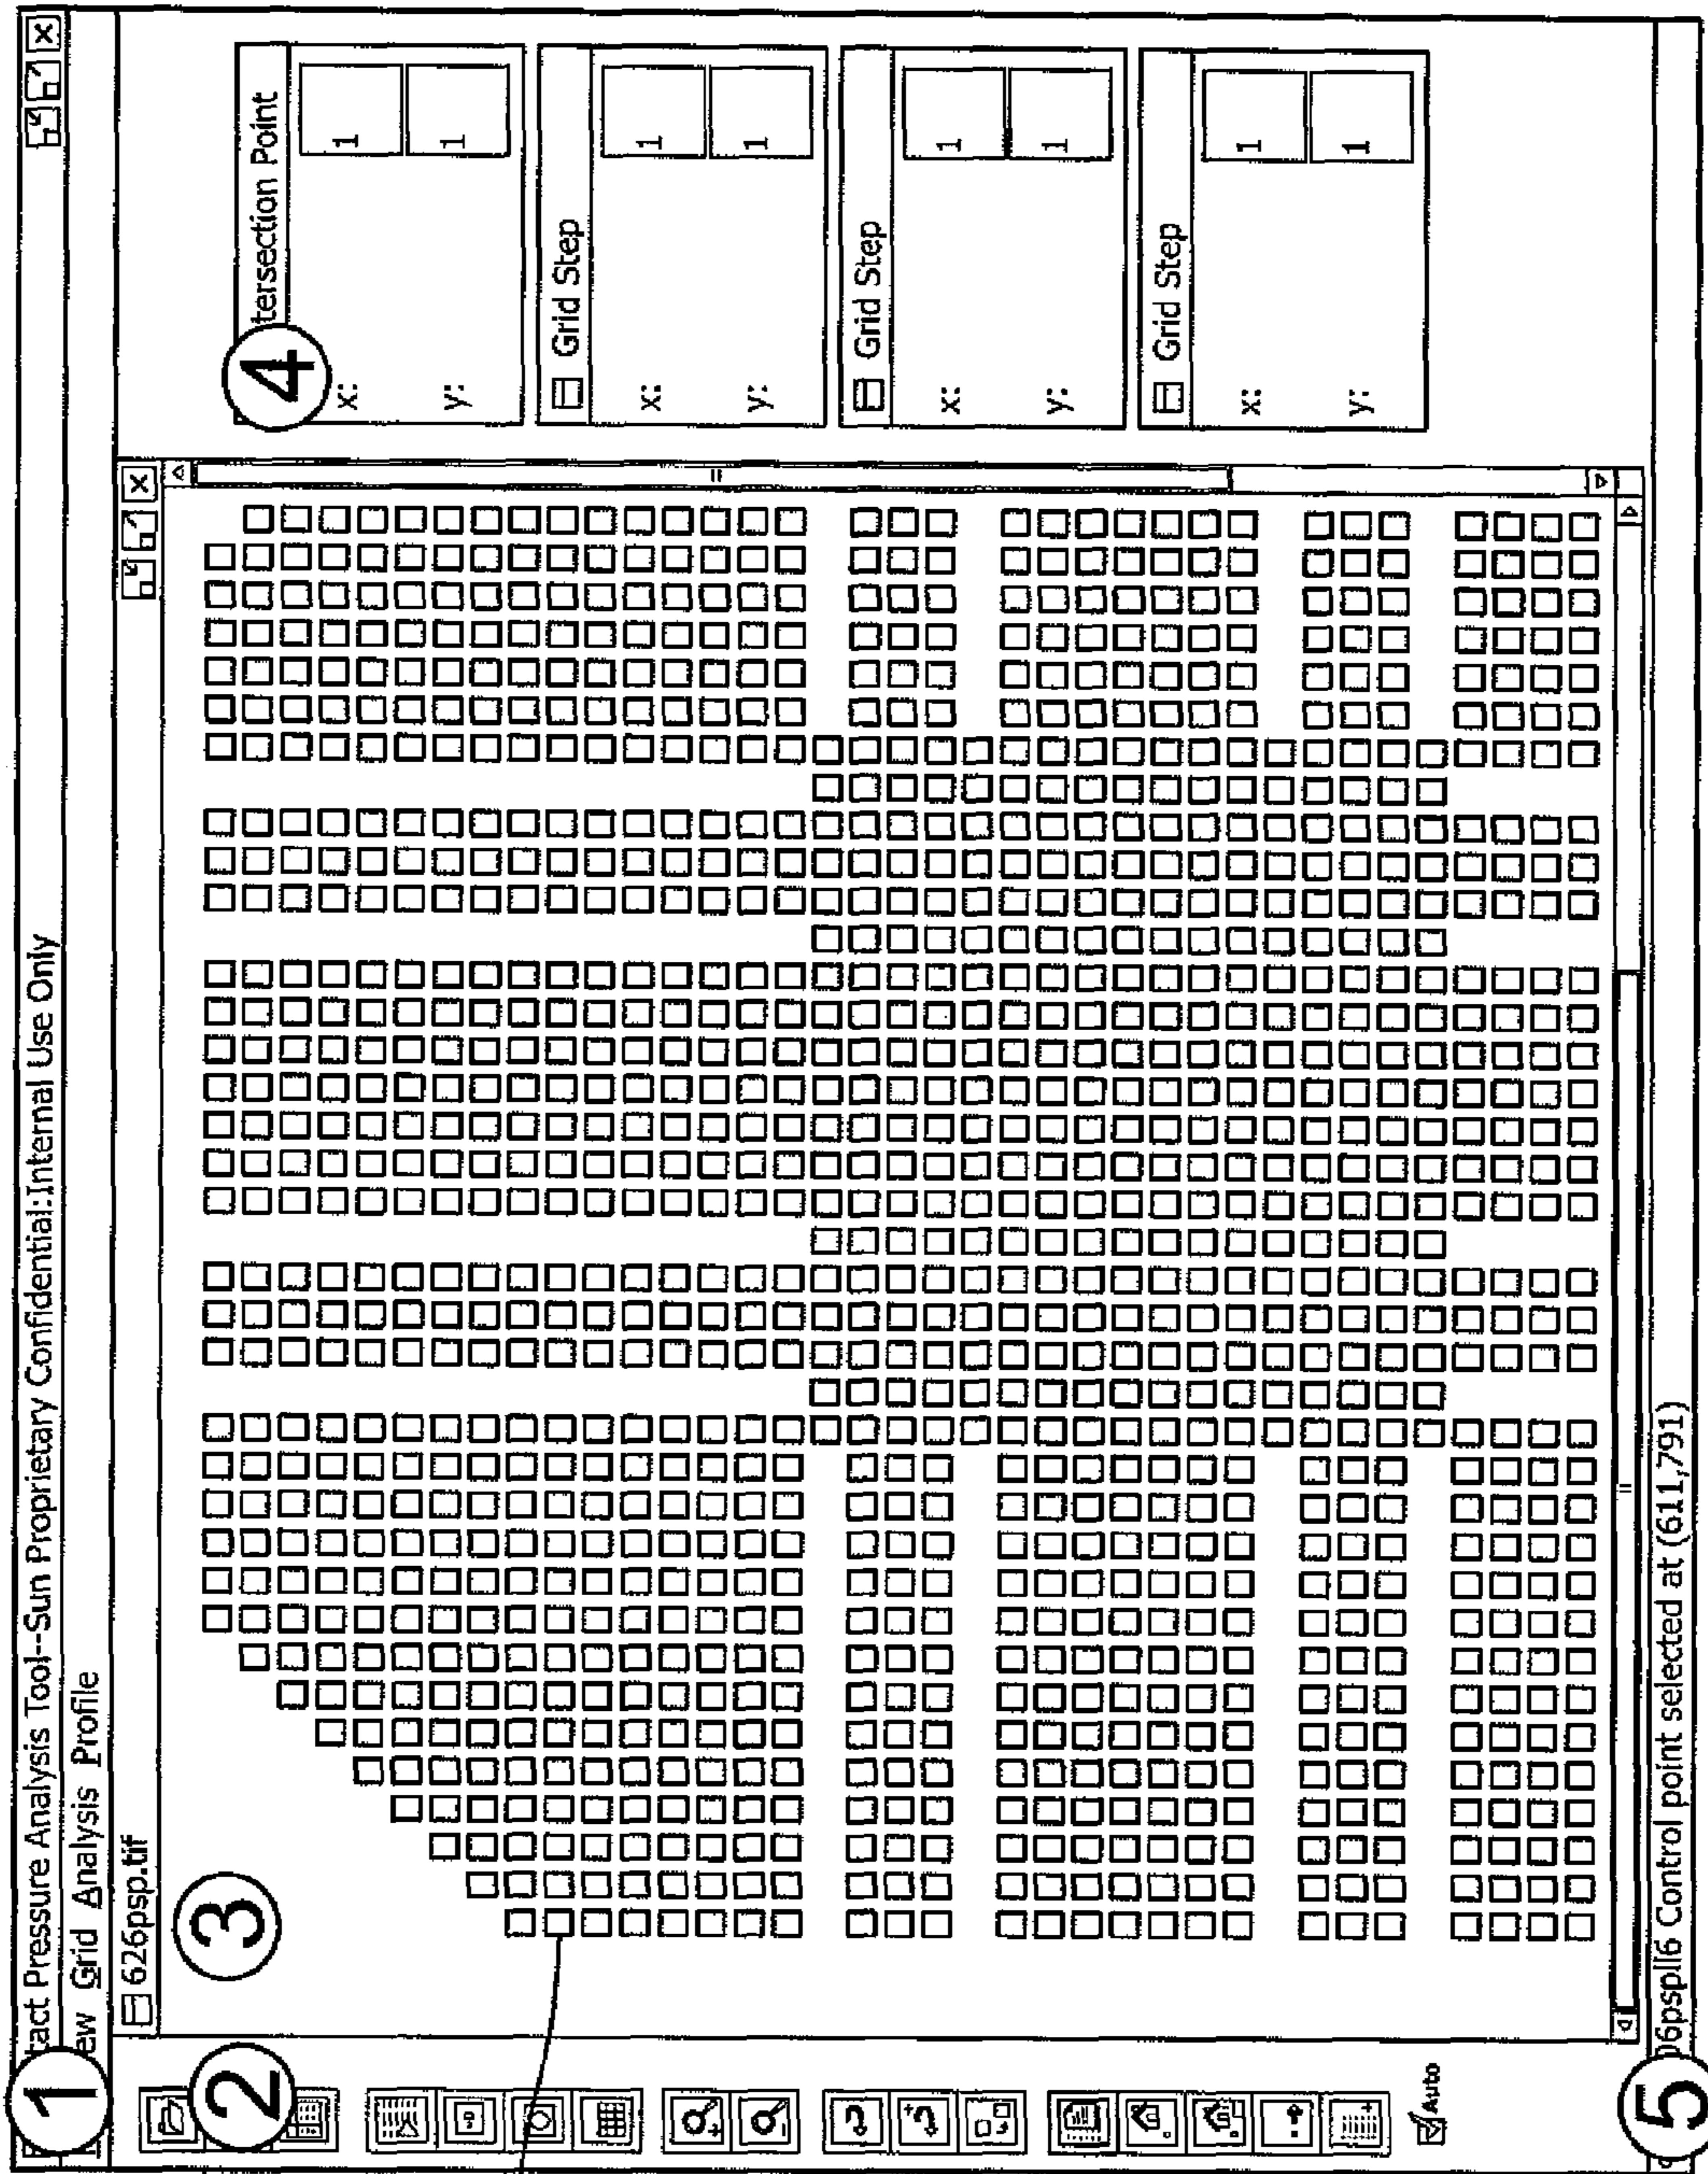 1
tact Pressure Analysis Tool--Sun Proprietary Confidential:Internal Use Only
ew Grid Analysis Profile
2
626psp.tif
3
4
tersection Point
x: 1
y: 1
Grid Step
x: 1
y: 1
Grid Step
x: 1
y: 1
Grid Step
x: 1
y: 1
Auto
5
06pspll6 Control point selected at (611,791)